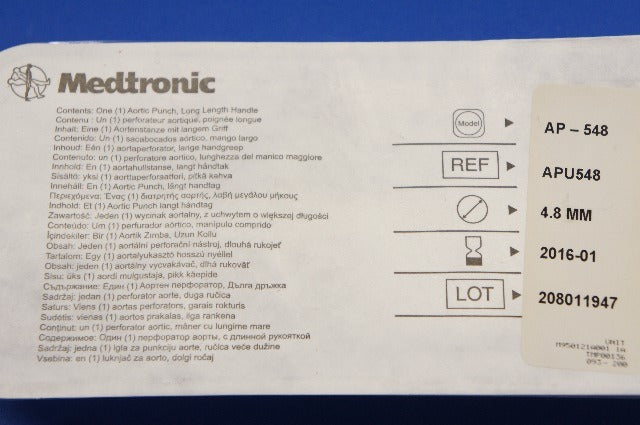 Medtronic
Contents: One (1) Aortic Punch, Long Length Handle
Contenu : Un (1) perforateur aortique, poignée longue
Inhalt: Eine (1) Aortenstanze mit langem Griff
Contenido: Un (1) sacabocados aórtico, mango largo
Inhoud: Eén (1) aortaperforator, lange handgreep
Contenuto: un (1) perforatore aortico, lunghezza del manico maggiore
Innhold: En (1) aortahullstanse, langt håndtak
Sisältö: yksi (1) aorttaperforaattori, pitkä kahva
Innehåll: En (1) Aortic Punch, långt handtag
Περιεχόμενα: Ένας (1) διατρητής αορτής, λαβή μεγάλου μήκους
Indhold: Et (1) Aortic Punch langt håndtag
Zawartość: Jeden (1) wycinak aortalny, z uchwytem o większej długości
Conteúdo: Um (1) perfurador aórtico, manípulo comprido
İçindekiler: Bir (1) Aortik Zımba, Uzun Kollu
Obsah: Jeden (1) aortální perforační nástroj, dlouhá rukojeť
Tartalom: Egy (1) aortalyukasztó hosszú nyéllel
Obsah: jeden (1) aortálny vycvakávač, dlhá rukoväť
Sisu: üks (1) aordi mulgustaja, pikk käepide
Съдържание: Един (1) Аортен перфоратор, Дълга дръжка
Sadržaj: jedan (1) perforator aorte, duga ručica
Saturs: Viens (1) aortas perforators, garais rokturis
Sudėtis: vienas (1) aortos prakalas, ilga rankena
Conţinut: un (1) perforator aortic, mâner cu lungime mare
Содержимое: Один (1) перфоратор аорты, с длинной рукояткой
Sadržaj: jedna (1) igla za punkciju aorte, ručica veće dužine
Vsebina: en (1) luknjač za aorto, dolgi ročaj
Model AP – 548
REF APU548
4.8 MM
2016-01
LOT 208011947
UNIT
M950121A001 1A
TMP00136
093- 200